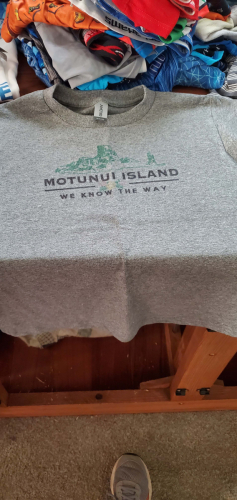 MOTUNUI ISLAND
WE KNOW THE WAY